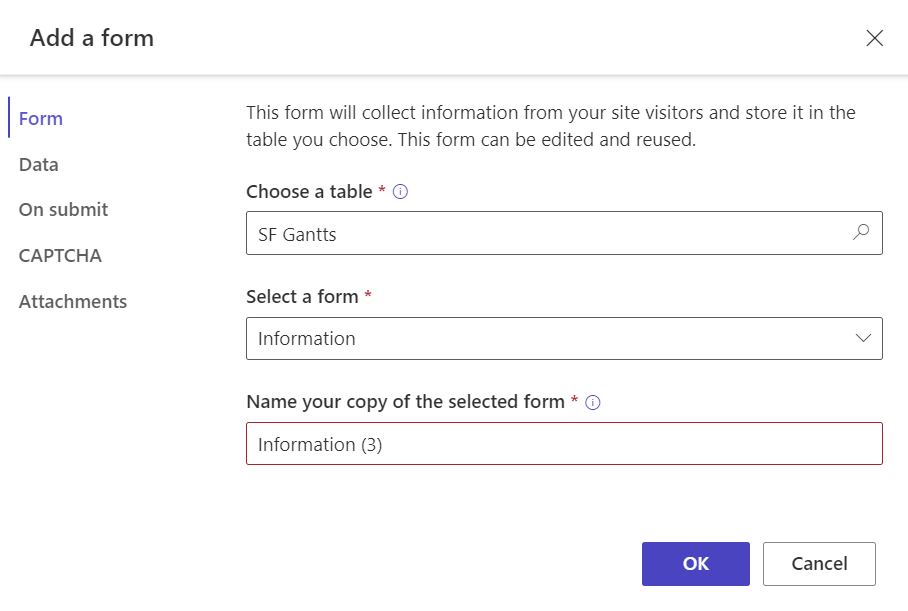 Add a form
Form
Data
On submit
CAPTCHA
Attachments
This form will collect information from your site visitors and store it in the
table you choose. This form can be edited and reused.
Choose a table *
SF Gantts
Select a form *
Information
Name your copy of the selected form *
Information (3)
OK
Cancel